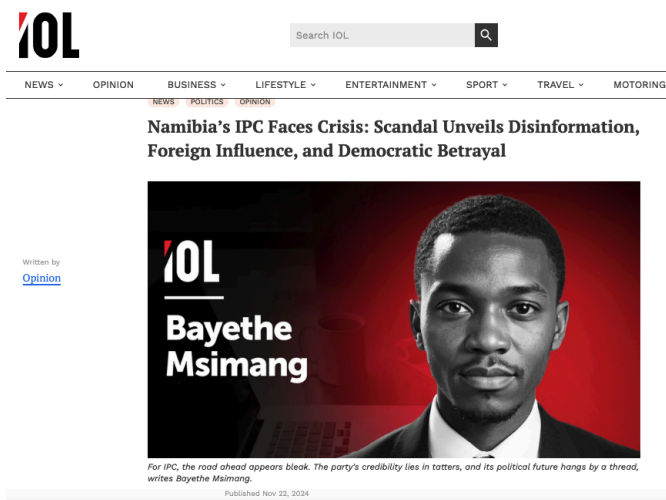 IOL
Search IOL
NEWS OPINION BUSINESS LIFESTYLE ENTERTAINMENT SPORT TRAVEL MOTORING
NEWS POLITICS OPINION
Namibia’s IPC Faces Crisis: Scandal Unveils Disinformation,
Foreign Influence, and Democratic Betrayal
Written by
Opinion
IOL
Bayethe
Msimang
For IPC, the road ahead appears bleak. The party's credibility lies in tatters, and its political future hangs by a thread,
writes Bayethe Msimang.
Published Nov 22, 2024